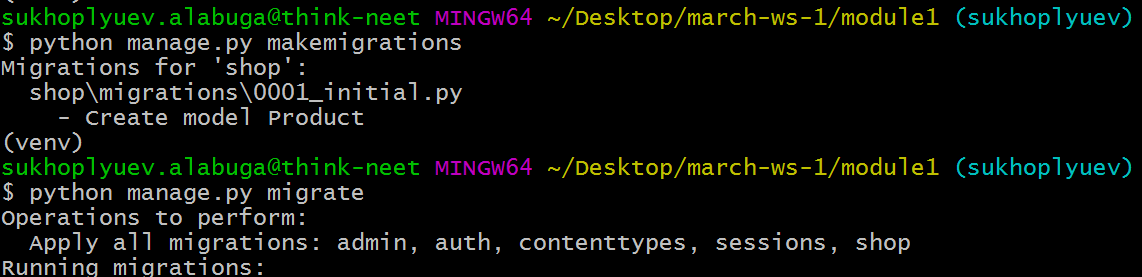 sukhoplyuev.alabuga@think-neet MINGW64 ~/Desktop/march-ws-1/module1 (sukhoplyuev)
$ python manage.py makemigrations
Migrations for 'shop':
  shop\migrations\0001_initial.py
    - Create model Product
(venv)
sukhoplyuev.alabuga@think-neet MINGW64 ~/Desktop/march-ws-1/module1 (sukhoplyuev)
$ python manage.py migrate
Operations to perform:
  Apply all migrations: admin, auth, contenttypes, sessions, shop
Running migrations: